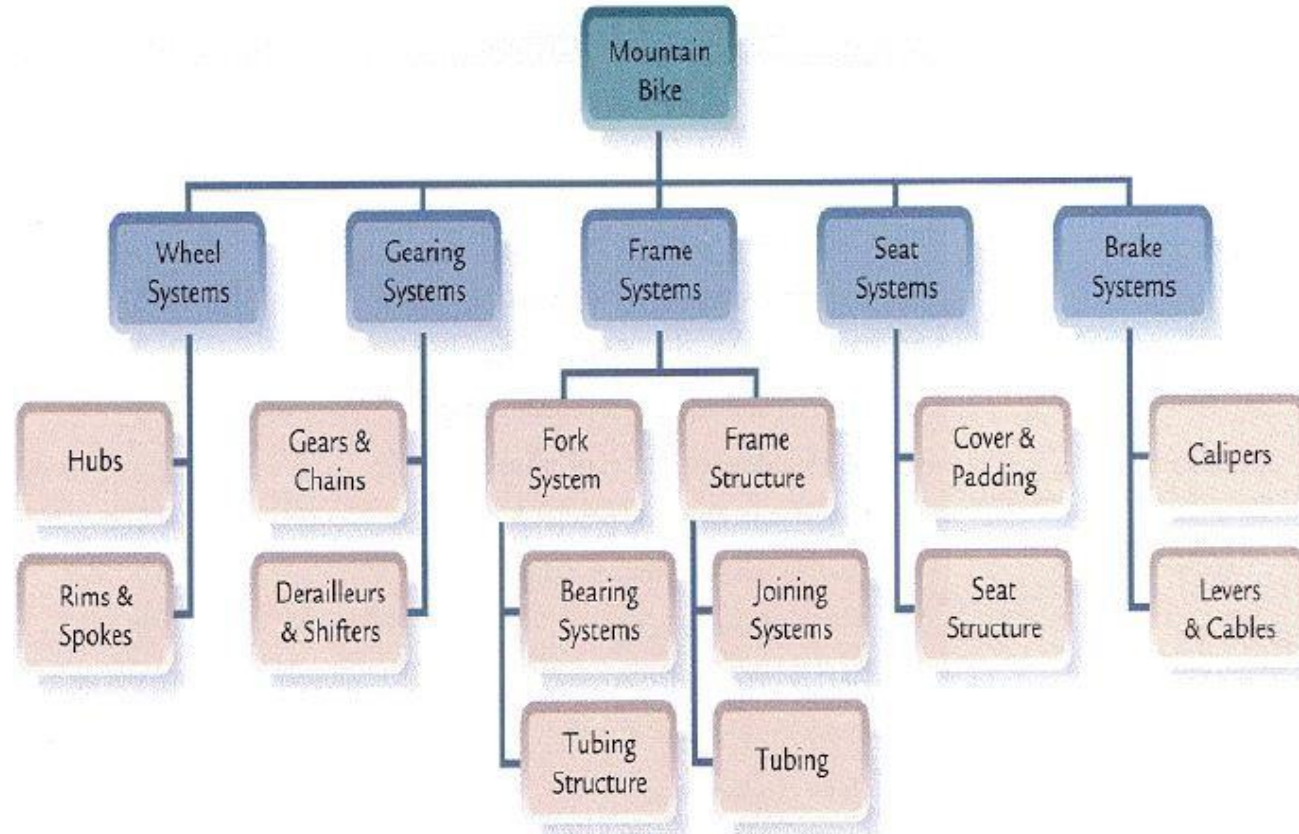 Mountain
Bike
Wheel
Systems
Gearing
Systems
Frame
Systems
Seat
Systems
Brake
Systems
Hubs
Gears &
Chains
Fork
System
Frame
Structure
Cover &
Padding
Calipers
Rims &
Spokes
Derailleurs
& Shifters
Bearing
Systems
Joining
Systems
Seat
Structure
Levers
& Cables
Tubing
Structure
Tubing